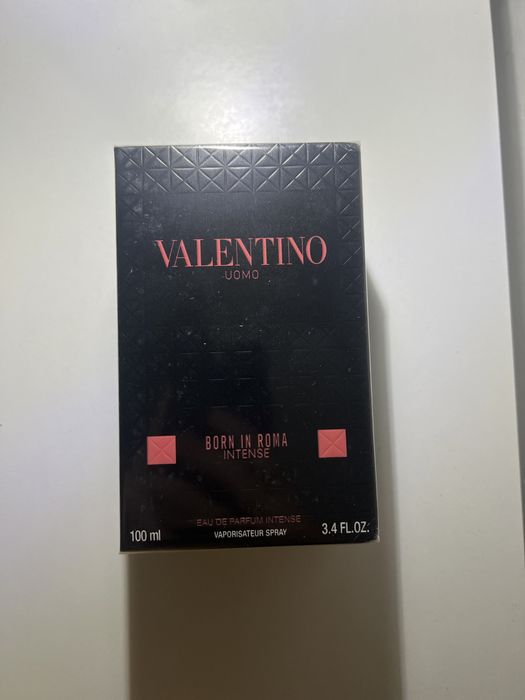 VALENTINO
UOMO
BORN IN ROMA
INTENSE
EAU DE PARFUM INTENSE
100 ml VAPORISATEUR SPRAY 3.4 FL.OZ.